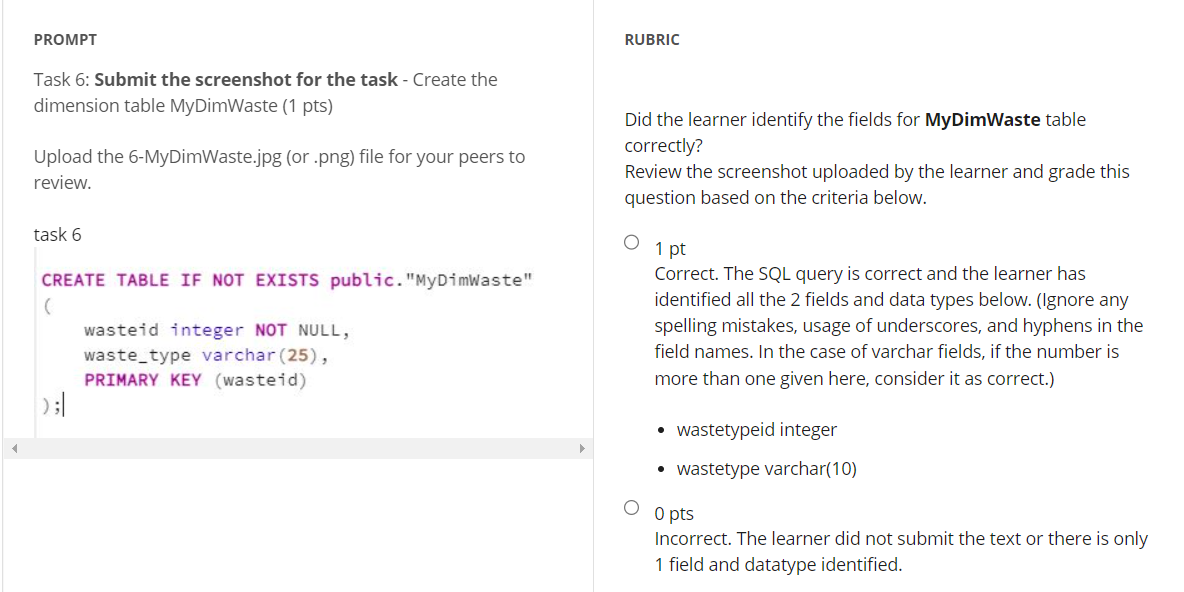 PROMPT
Task 6: Submit the screenshot for the task - Create the
dimension table MyDimWaste (1 pts)
Upload the 6-MyDimWaste.jpg (or .png) file for your peers to
review.
task 6
CREATE TABLE IF NOT EXISTS public."MyDimWaste"
(
wasteid integer NOT NULL,
waste_type varchar(25),
PRIMARY KEY (wasteid)
);
RUBRIC
Did the learner identify the fields for MyDimWaste table
correctly?
Review the screenshot uploaded by the learner and grade this
question based on the criteria below.
1 pt
Correct. The SQL query is correct and the learner has
identified all the 2 fields and data types below. (Ignore any
spelling mistakes, usage of underscores, and hyphens in the
field names. In the case of varchar fields, if the number is
more than one given here, consider it as correct.)
• wastetypeid integer
• wastetype varchar(10)
0 pts
Incorrect. The learner did not submit the text or there is only
1 field and datatype identified.